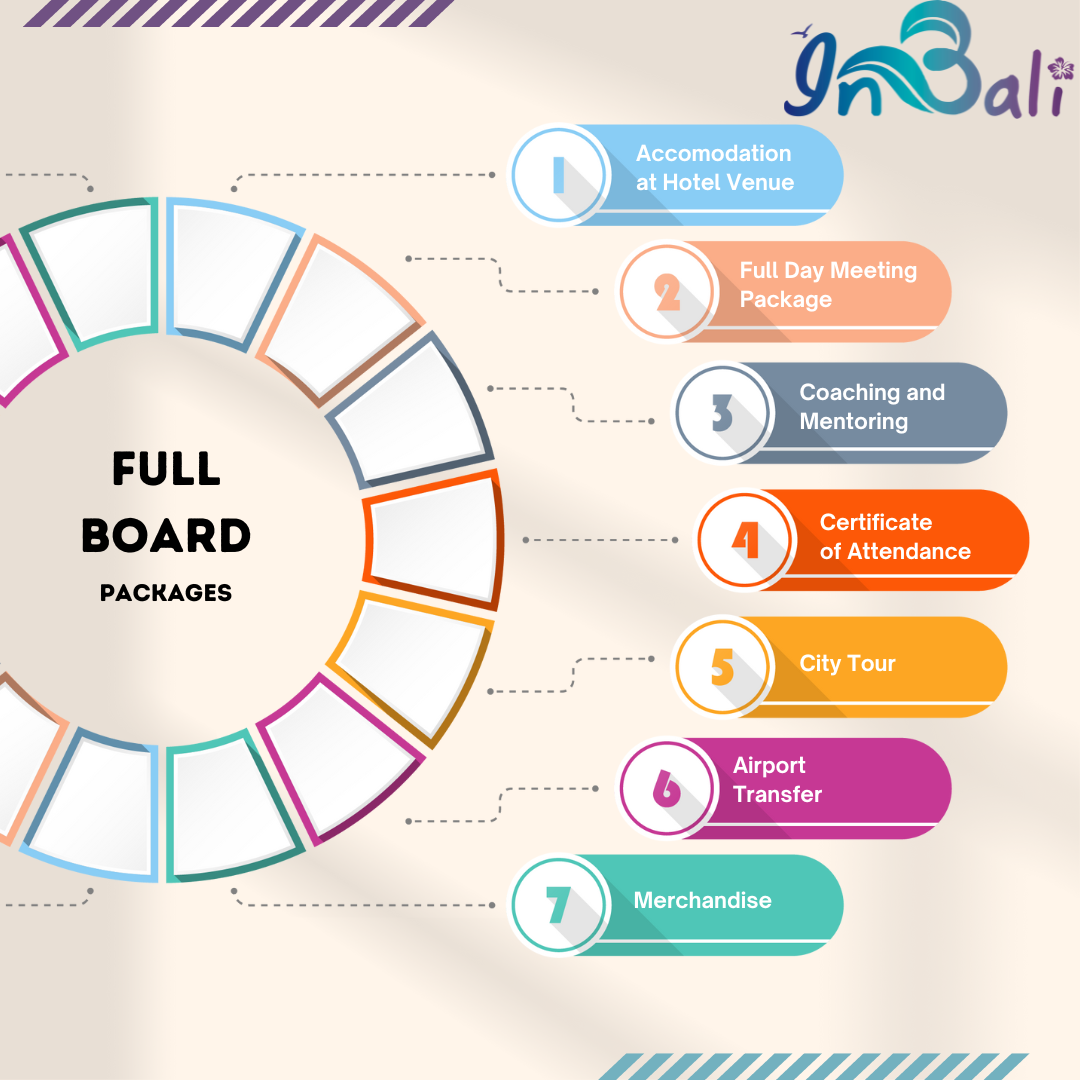 InBali
FULL
BOARD
PACKAGES
1
Accomodation
at Hotel Venue
2
Full Day Meeting
Package
3
Coaching and
Mentoring
4
Certificate
of Attendance
5
City Tour
6
Airport
Transfer
7
Merchandise